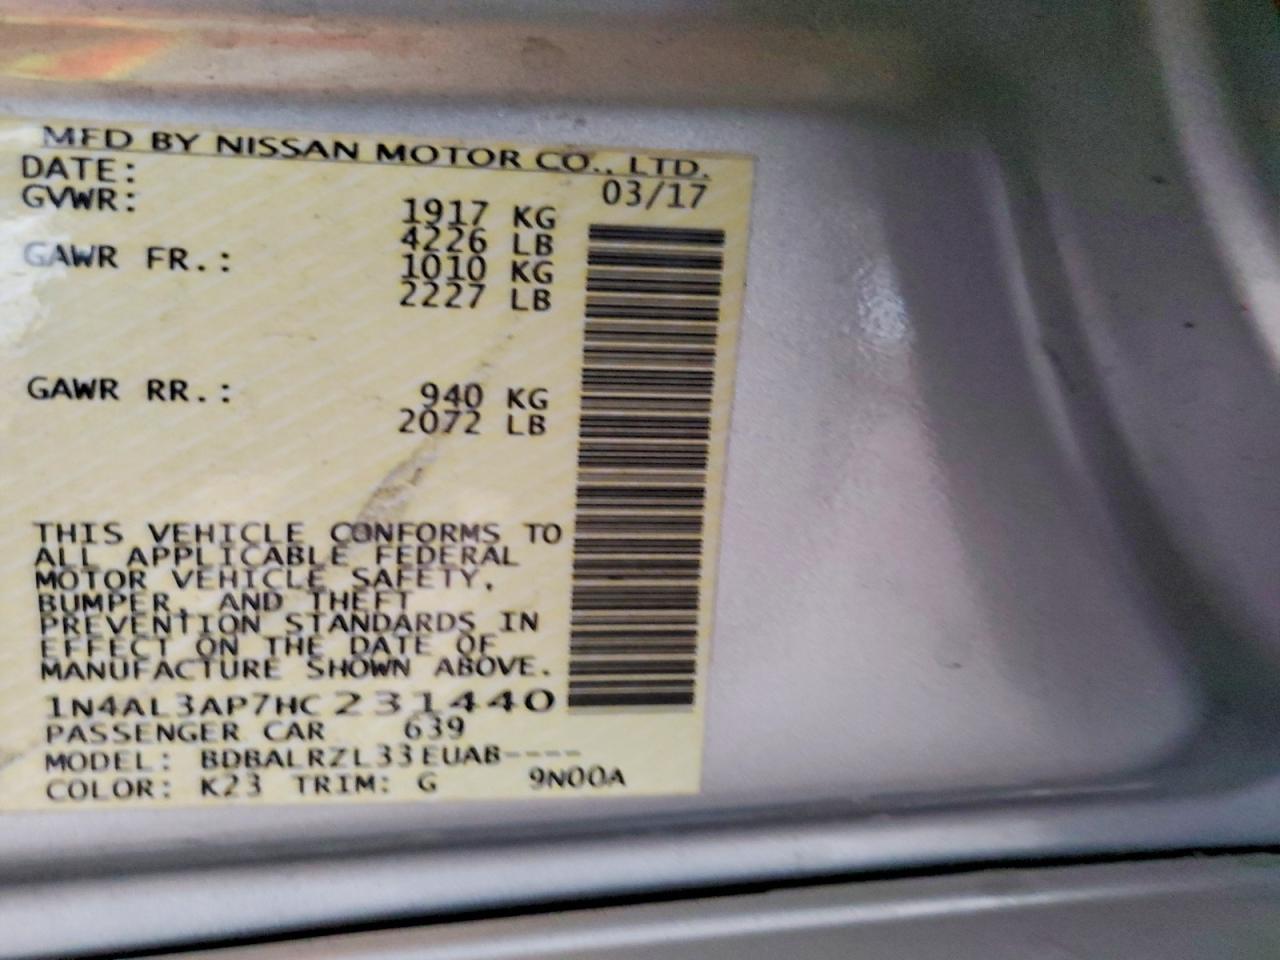 MFD BY NISSAN MOTOR CO., LTD.
DATE: 03/17
GVWR: 1917 KG
4226 LB
GAWR FR.: 1010 KG
2227 LB
GAWR RR.: 940 KG
2072 LB
THIS VEHICLE CONFORMS TO
ALL APPLICABLE FEDERAL
MOTOR VEHICLE SAFETY,
BUMPER, AND THEFT
PREVENTION STANDARDS IN
EFFECT ON THE DATE OF
MANUFACTURE SHOWN ABOVE.
1N4AL3AP7HC231440
PASSENGER CAR 639
MODEL: BDBALRZL33EUAB----
COLOR: K23 TRIM: G 9N00A